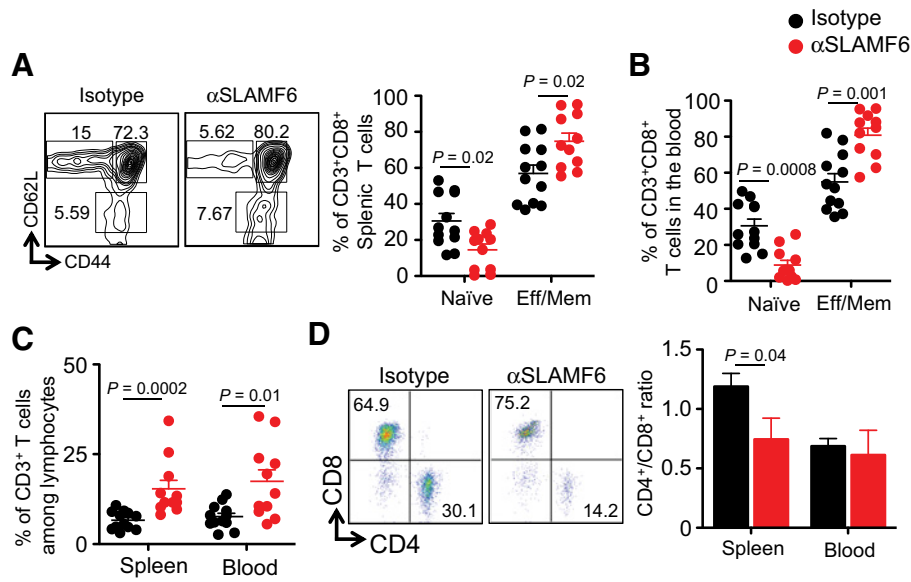 Isotype
αSLAMF6
A
Isotype
αSLAMF6
15
72.3
5.59
5.62
80.2
7.67
CD62L
CD44
% of CD3+CD8+
Splenic T cells
100
80
60
40
20
0
P = 0.02
P = 0.02
Naïve
Eff/Mem
B
% of CD3+CD8+
T cells in the blood
100
80
60
40
20
0
P = 0.0008
P = 0.001
Naïve
Eff/Mem
C
% of CD3+ T cells
among lymphocytes
50
25
0
P = 0.0002
P = 0.01
Spleen
Blood
D
Isotype
αSLAMF6
64.9
30.1
75.2
14.2
CD8
CD4
CD4+/CD8+ ratio
1.5
1.0
0.5
0.0
P = 0.04
Spleen
Blood